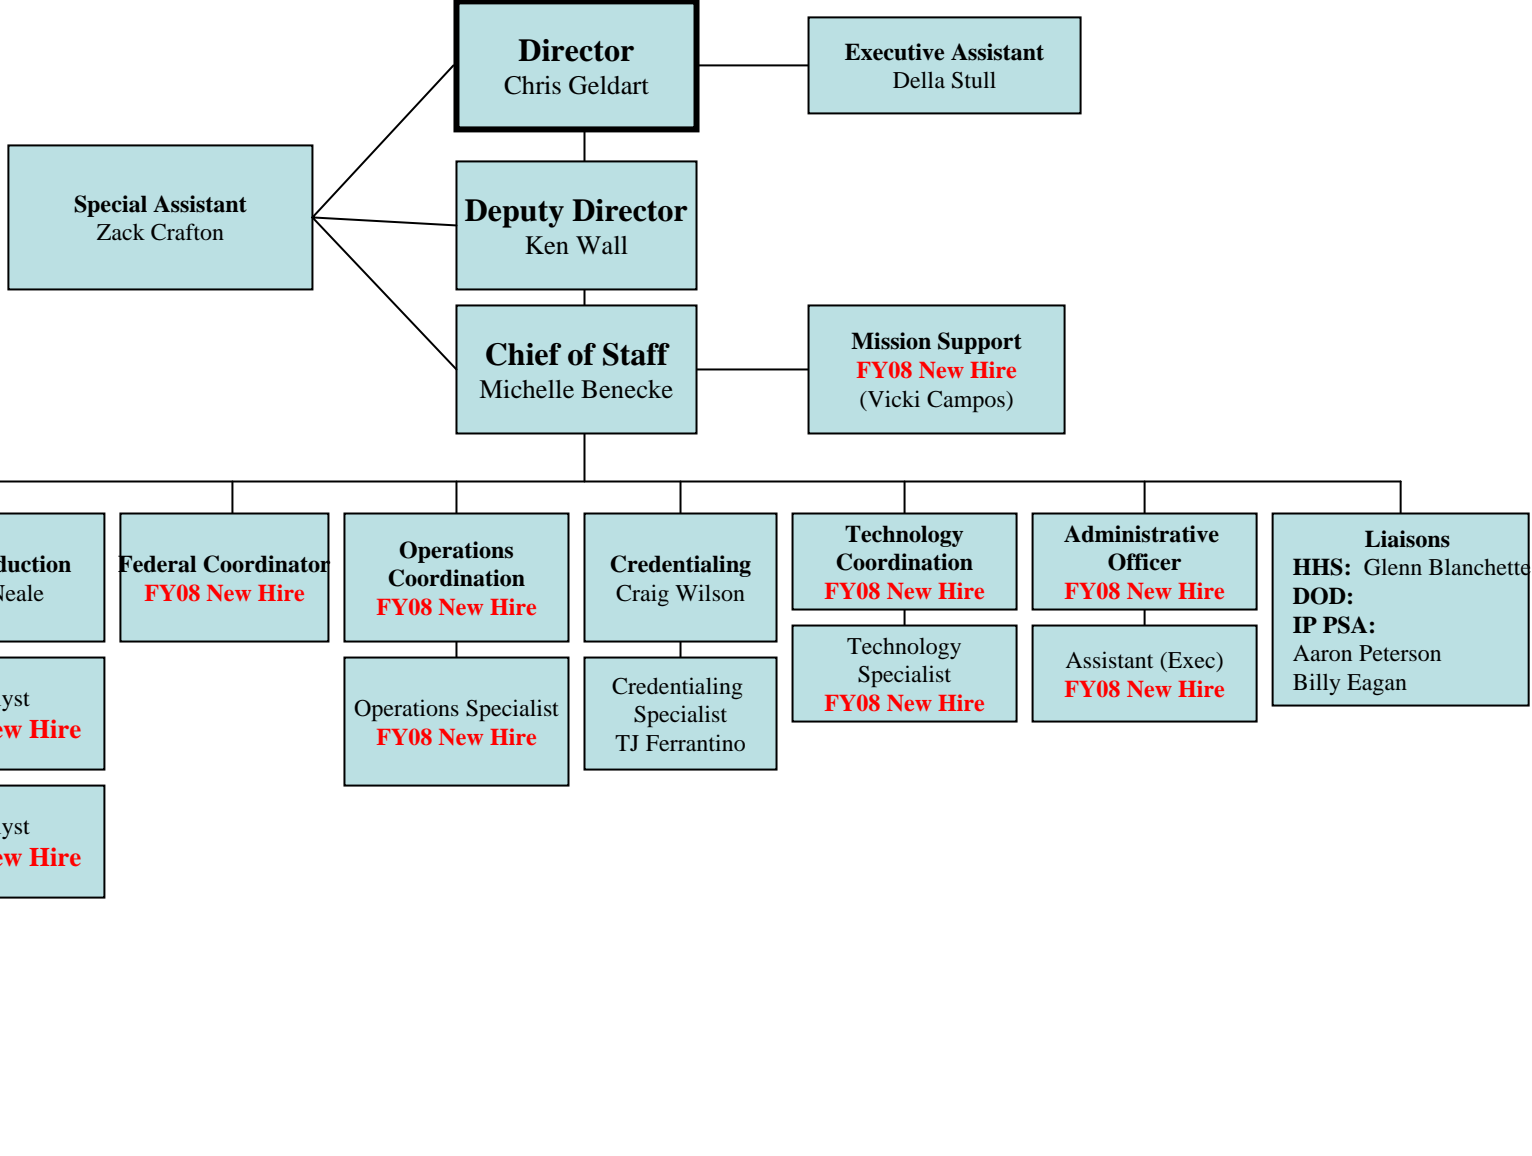 Director
Chris Geldart
Executive Assistant
Della Stull
Special Assistant
Zack Crafton
Deputy Director
Ken Wall
Chief of Staff
Michelle Benecke
Mission Support
FY08 New Hire
(Vicki Campos)
Federal Coordinator
FY08 New Hire
Operations
Coordination
FY08 New Hire
Operations Specialist
FY08 New Hire
Credentialing
Craig Wilson
Credentialing
Specialist
TJ Ferrantino
Technology
Coordination
FY08 New Hire
Technology
Specialist
FY08 New Hire
Administrative
Officer
FY08 New Hire
Assistant (Exec)
FY08 New Hire
Liaisons
HHS: Glenn Blanchette
DOD:
IP PSA:
Aaron Peterson
Billy Eagan
Hire
Hire